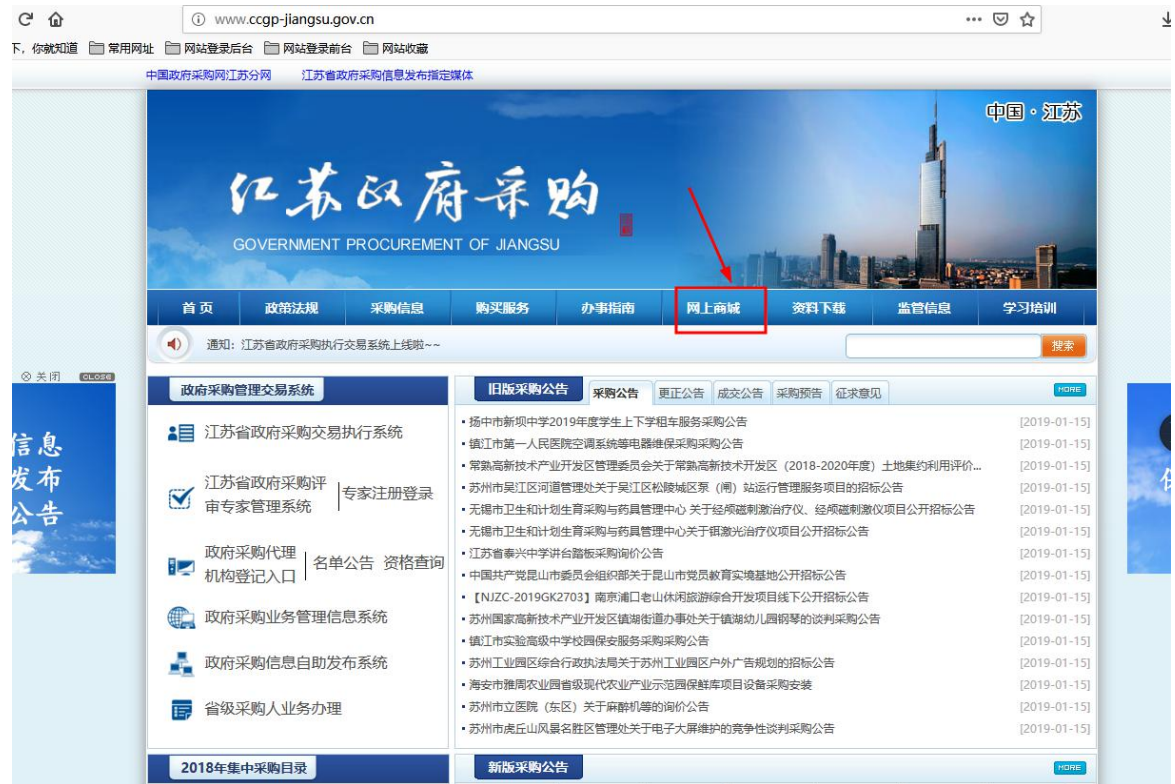 www.ccgp-jiangsu.gov.cn
下，你就知道 常用网址 网站登录后台 网站登录前台 网站收藏
中国政府采购网江苏分网 江苏省政府采购信息发布指定媒体
中国·江苏
江苏政府采购
GOVERNMENT PROCUREMENT OF JIANGSU
首页 政策法规 采购信息 购买服务 办事指南 网上商城 资料下载 监管信息 学习培训
通知：江苏省政府采购执行交易系统上线啦~~ 搜索
关闭 CLOSE
信息
发布
公告
政府采购管理交易系统
江苏省政府采购交易执行系统
江苏省政府采购评
审专家管理系统 专家注册登录
政府采购代理
机构登记入口 名单公告 资格查询
政府采购业务管理信息系统
政府采购信息自助发布系统
省级采购人业务办理
2018年集中采购目录
旧版采购公告 采购公告 更正公告 成交公告 采购预告 征求意见 MORE
扬中市新坝中学2019年度学生上下学租车服务采购公告 [2019-01-15]
镇江市第一人民医院空调系统等电器维保采购采购公告 [2019-01-15]
常熟高新技术产业开发区管理委员会关于常熟高新技术开发区（2018-2020年度）土地集约利用评价... [2019-01-15]
苏州市吴江区河道管理处关于吴江区松陵城区泵（闸）站运行管理服务项目的招标公告 [2019-01-15]
无锡市卫生和计划生育采购与药具管理中心 关于经颅磁刺激治疗仪、经颅磁刺激仪项目公开招标公告 [2019-01-15]
无锡市卫生和计划生育采购与药具管理中心关于铒激光治疗仪项目公开招标公告 [2019-01-15]
江苏省泰兴中学讲台踏板采购询价公告 [2019-01-15]
中国共产党昆山市委员会组织部关于昆山市党员教育实境基地公开招标公告 [2019-01-15]
【NJZC-2019GK2703】南京浦口老山休闲旅游综合开发项目线下公开招标公告 [2019-01-15]
苏州国家高新技术产业开发区镇湖街道办事处关于镇湖幼儿园钢琴的谈判采购公告 [2019-01-15]
镇江市实验高级中学校园保安服务采购采购公告 [2019-01-15]
苏州工业园区综合行政执法局关于苏州工业园区户外广告规划的招标公告 [2019-01-15]
海安市雅周农业园省级现代农业产业示范园保鲜库项目设备采购安装 [2019-01-15]
苏州市立医院（东区）关于麻醉机等的询价公告 [2019-01-15]
苏州市虎丘山风景名胜区管理处关于电子大屏维护的竞争性谈判采购公告 [2019-01-15]
新版采购公告 MORE